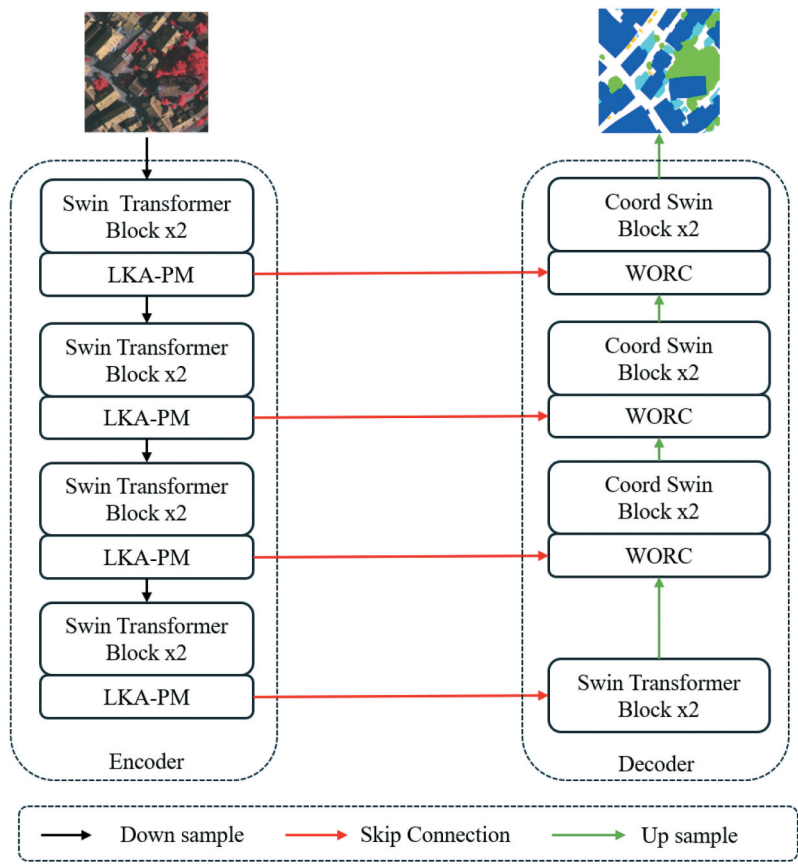 Swin Transformer
Block x2
LKA-PM
Swin Transformer
Block x2
LKA-PM
Swin Transformer
Block x2
LKA-PM
Swin Transformer
Block x2
LKA-PM
Encoder
Coord Swin
Block x2
WORC
Coord Swin
Block x2
WORC
Coord Swin
Block x2
WORC
Swin Transformer
Block x2
Decoder
Down sample
Skip Connection
Up sample